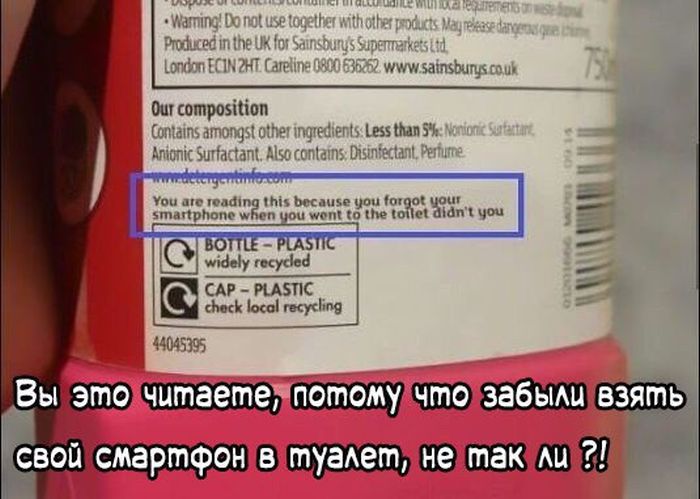 • Warning! Do not use together with other products. May release dangerous gases (chlorine)
Produced in the UK for Sainsbury's Supermarkets Ltd,
London EC1N 2HT. Careline 0800 636262. www.sainsburys.co.uk
750
Our composition
Contains amongst other ingredients: Less than 5%: Nonionic Surfactant,
Anionic Surfactant. Also contains: Disinfectant, Perfume.
www.detergentinfo.com
You are reading this because you forgot your
smartphone when you went to the toilet didn't you
BOTTLE – PLASTIC
widely recycled
CAP – PLASTIC
check local recycling
44045395
Вы это читаете, потому что забыли взять
свой смартфон в туалет, не так ли ?!